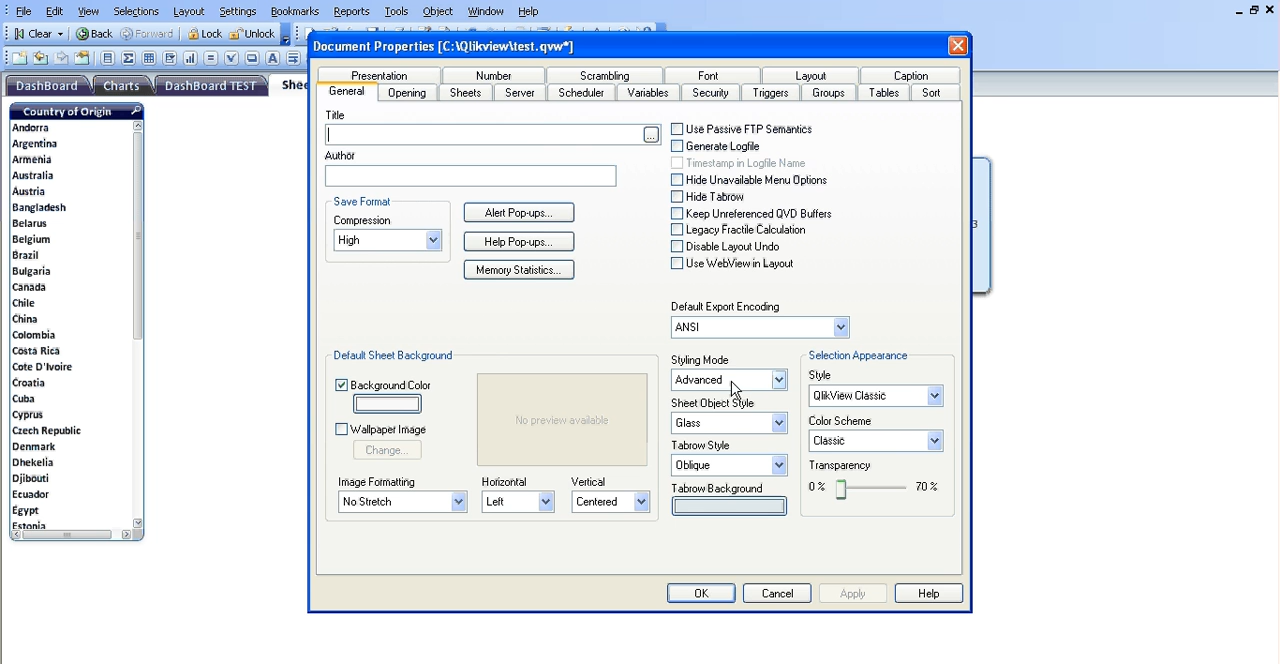 File Edit View Selections Layout Settings Bookmarks Reports Tools Object Window Help
Clear Back Forward Lock Unlock
DashBoard Charts DashBoard TEST Shee
Country of Origin
Andorra
Argentina
Armenia
Australia
Austria
Bangladesh
Belarus
Belgium
Brazil
Bulgaria
Canada
Chile
China
Colombia
Costa Rica
Cote D'Ivoire
Croatia
Cuba
Cyprus
Czech Republic
Denmark
Dhekelia
Djibouti
Ecuador
Egypt
Estonia
Document Properties [C:\Qlikview\test.qvw*]
Presentation Number Scrambling Font Layout Caption
General Opening Sheets Server Scheduler Variables Security Triggers Groups Tables Sort
Title
...
Author
Save Format
Compression
High
Alert Pop-ups...
Help Pop-ups...
Memory Statistics...
Use Passive FTP Semantics
Generate Logfile
Timestamp in Logfile Name
Hide Unavailable Menu Options
Hide Tabrow
Keep Unreferenced QVD Buffers
Legacy Fractile Calculation
Disable Layout Undo
Use WebView in Layout
Default Export Encoding
ANSI
Default Sheet Background
Background Color
Wallpaper Image
Change...
No preview available
Image Formatting Horizontal Vertical
No Stretch Left Centered
Styling Mode
Advanced
Sheet Object Style
Glass
Tabrow Style
Oblique
Tabrow Background
Selection Appearance
Style
QlikView Classic
Color Scheme
Classic
Transparency
0 % 70 %
OK Cancel Apply Help
3